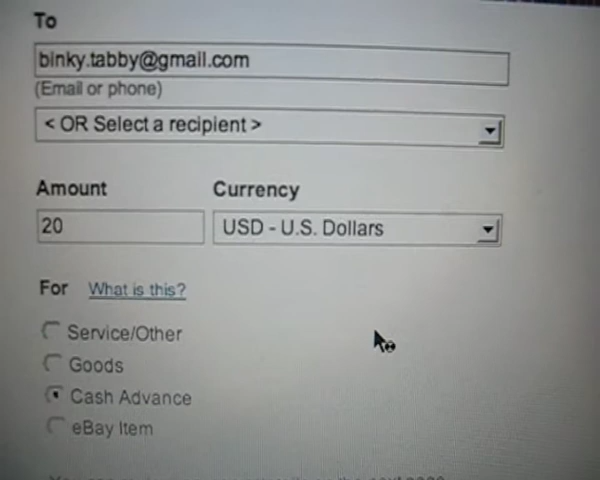 To
binky.tabby@gmail.com
(Email or phone)
< OR Select a recipient >
Amount
Currency
20
USD - U.S. Dollars
For What is this?
Service/Other
Goods
Cash Advance
eBay Item